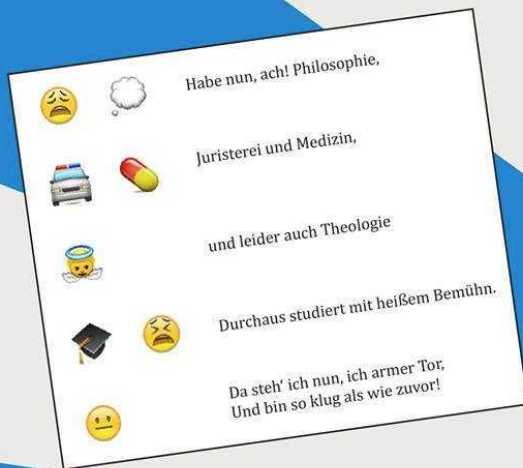 Habe nun, ach! Philosophie,
Juristerei und Medizin,
und leider auch Theologie
Durchaus studiert mit heißem Bemühn.
Da steh‘ ich nun, ich armer Tor,
Und bin so klug als wie zuvor!